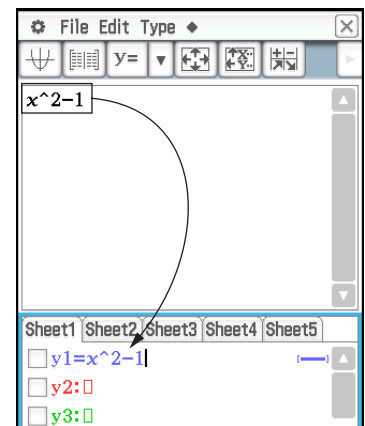 File Edit Type
y=
x^2-1
Sheet1 Sheet2 Sheet3 Sheet4 Sheet5
y1=x^2-1
y2:▯
y3:▯